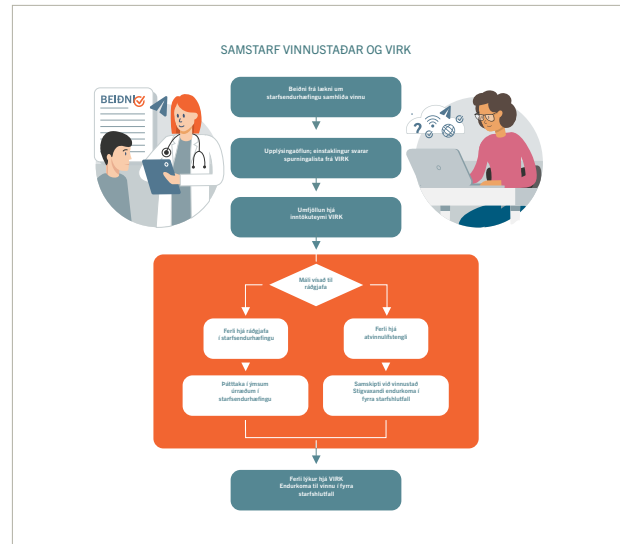 SAMSTARF VINNUSTAÐAR OG VIRK
BEIÐNI
Beiðni frá lækni um
starfsendurhæfingu samhliða vinnu
Upplýsingaöflun; einstaklingur svarar
spurningalista frá VIRK
Umfjöllun hjá
inntökuteymi VIRK
?
Máli vísað til
ráðgjafa
Ferli hjá ráðgjafa
í starfsendurhæfingu
Ferli hjá
atvinnulífstengli
Þátttaka í ýmsum
úrræðum í
starfsendurhæfingu
Samskipti við vinnustað
Stigvaxandi endurkoma í
fyrra starfshlutfall
Ferli lýkur hjá VIRK
Endurkoma til vinnu í fyrra
starfshlutfall